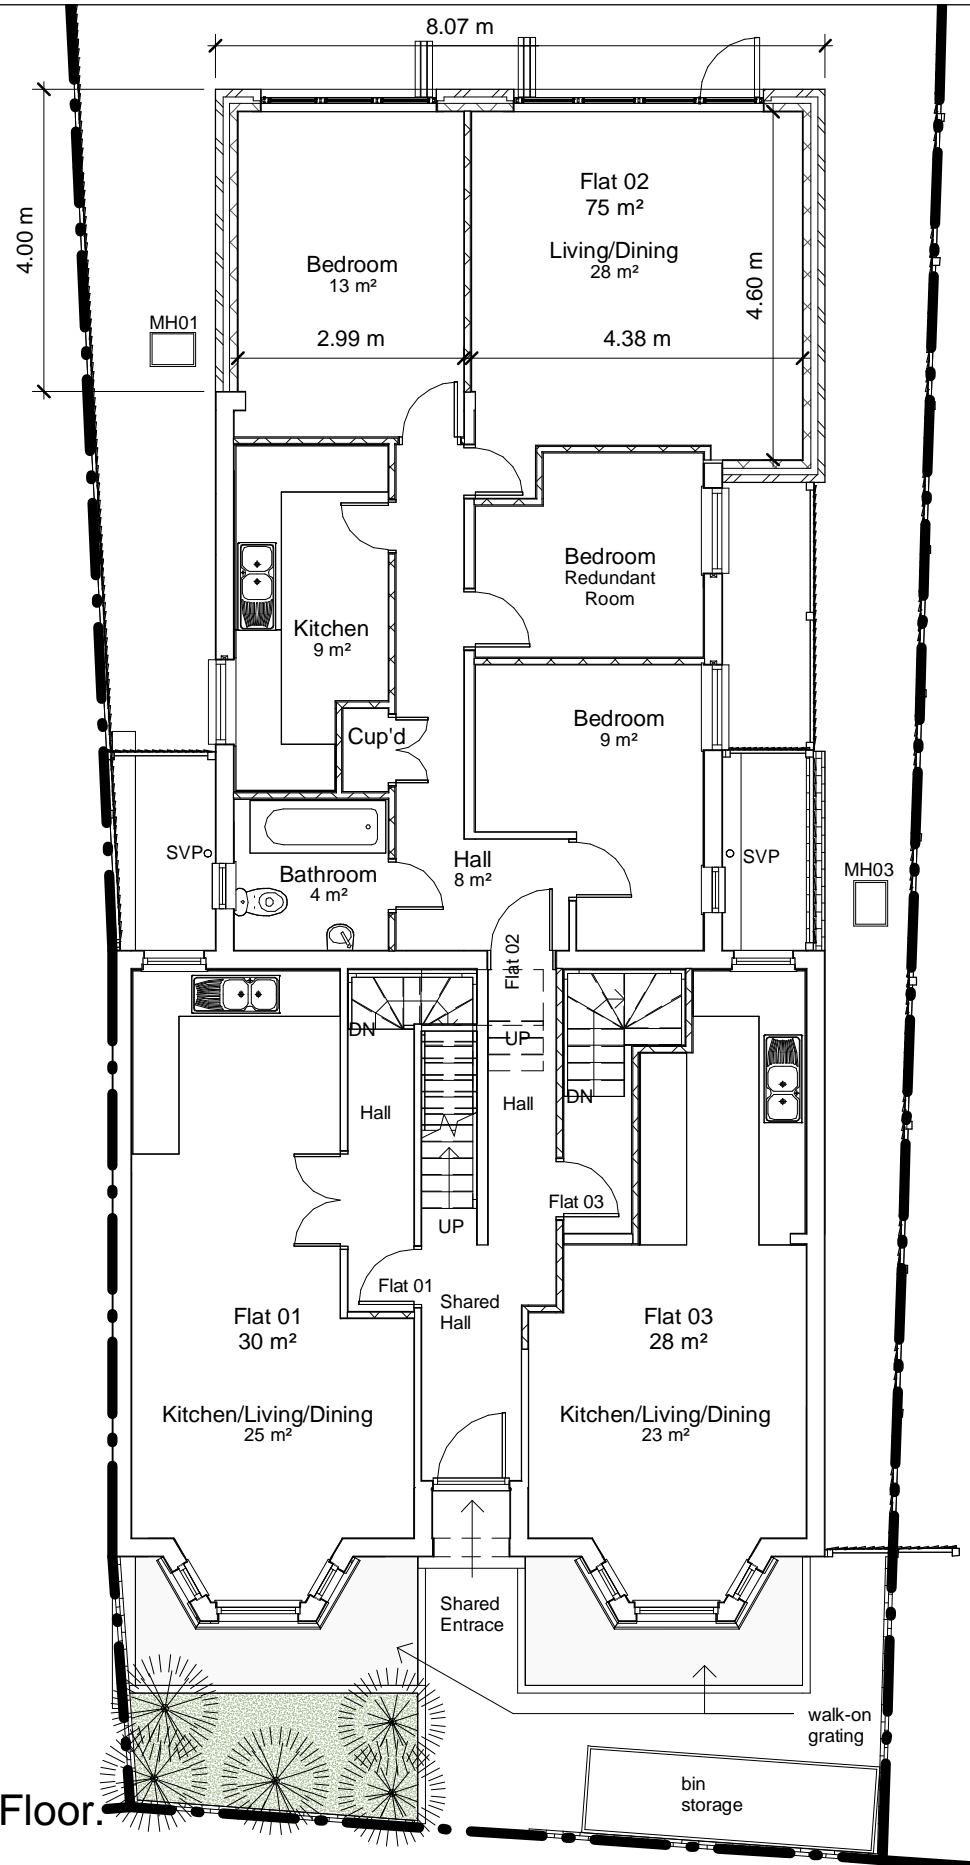 8.07 m
4.00 m
Flat 02
75 m²
Living/Dining
28 m²
4.60 m
Bedroom
13 m²
MH01
2.99 m
4.38 m
Bedroom
Redundant
Room
Kitchen
9 m²
Bedroom
9 m²
Cup'd
SVP
Bathroom
4 m²
Hall
8 m²
SVP
MH03
Flat 02
DN
UP
DN
Hall
Hall
Flat 03
UP
Flat 01
Shared
Hall
Flat 01
30 m²
Flat 03
28 m²
Kitchen/Living/Dining
25 m²
Kitchen/Living/Dining
23 m²
Shared
Entrace
walk-on
grating
bin
storage
Floor.